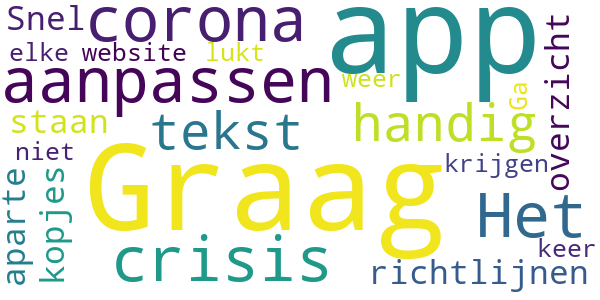 Snel
corona
app
elke
website
lukt
aanpassen
weer
Ga
overzicht
staan
tekst
handig
niet
Graag
krijgen
aparte
kopjes
Het
crisis
keer
richtlijnen